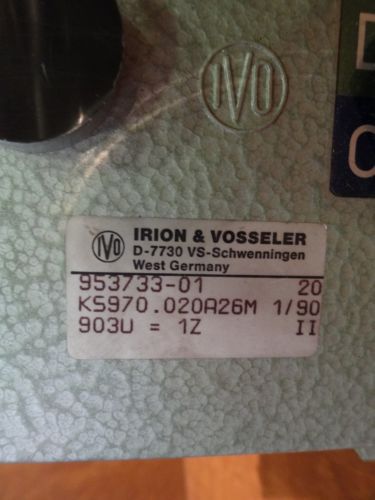 IVO
IVO
IRION & VOSSELER
D-7730 VS-Schwenningen
West Germany
953733-01 20
KS970.020A26M 1/90
903U = 1Z II